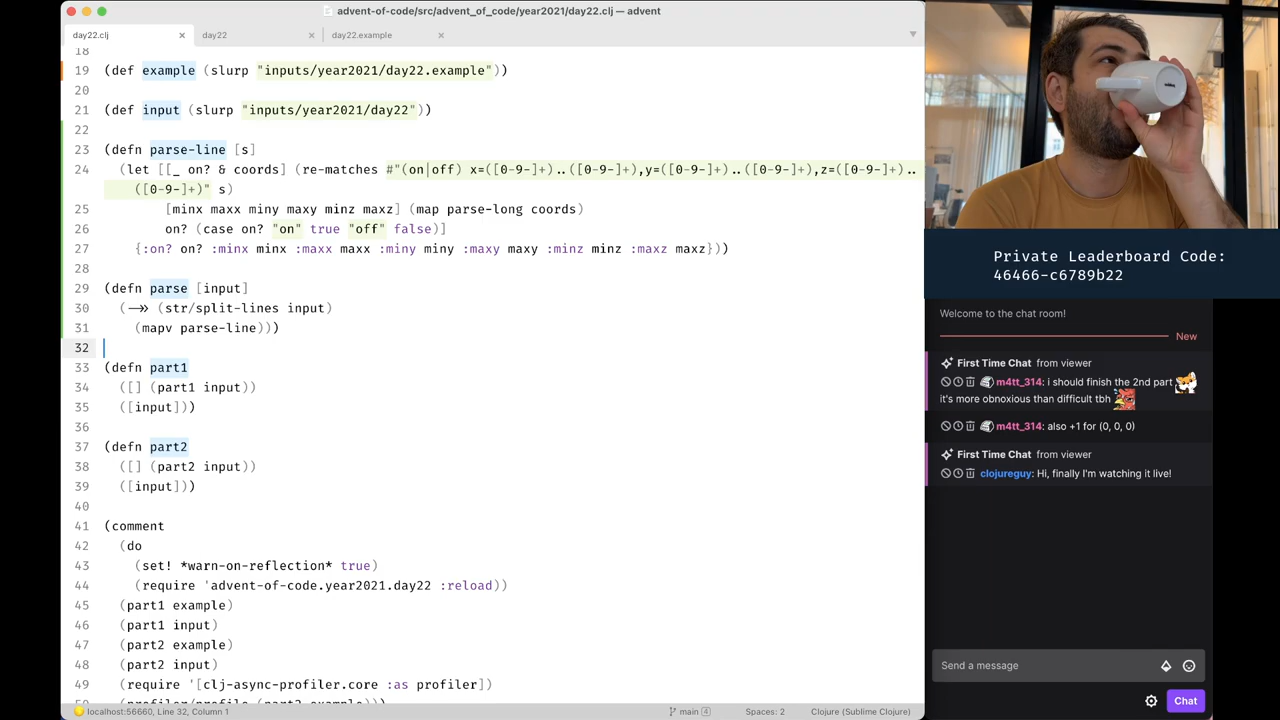 advent-of-code/src/advent_of_code/year2021/day22.clj — advent
day22.clj
day22
day22.example
18
19 (def example (slurp "inputs/year2021/day22.example"))
20
21 (def input (slurp "inputs/year2021/day22"))
22
23 (defn parse-line [s]
24 (let [[_ on? & coords] (re-matches #"(on|off) x=([0-9-]+)..([0-9-]+),y=([0-9-]+)..([0-9-]+),z=([0-9-]+)..
([0-9-]+)" s)
25 [minx maxx miny maxy minz maxz] (map parse-long coords)
26 on? (case on? "on" true "off" false)]
27 {:on? on? :minx minx :maxx maxx :miny miny :maxy maxy :minz minz :maxz maxz}))
28
29 (defn parse [input]
30 (->> (str/split-lines input)
31 (mapv parse-line)))
32
33 (defn part1
34 ([] (part1 input))
35 ([input]))
36
37 (defn part2
38 ([] (part2 input))
39 ([input]))
40
41 (comment
42 (do
43 (set! *warn-on-reflection* true)
44 (require 'advent-of-code.year2021.day22 :reload))
45 (part1 example)
46 (part1 input)
47 (part2 example)
48 (part2 input)
49 (require '[clj-async-profiler.core :as profiler])
localhost:56660, Line 32, Column 1
main 4
Spaces: 2
Clojure (Sublime Clojure)
Private Leaderboard Code:
46466-c6789b22
Welcome to the chat room!
New
First Time Chat from viewer
m4tt_314: i should finish the 2nd part
it's more obnoxious than difficult tbh
m4tt_314: also +1 for (0, 0, 0)
First Time Chat from viewer
clojureguy: Hi, finally I'm watching it live!
Send a message
Chat